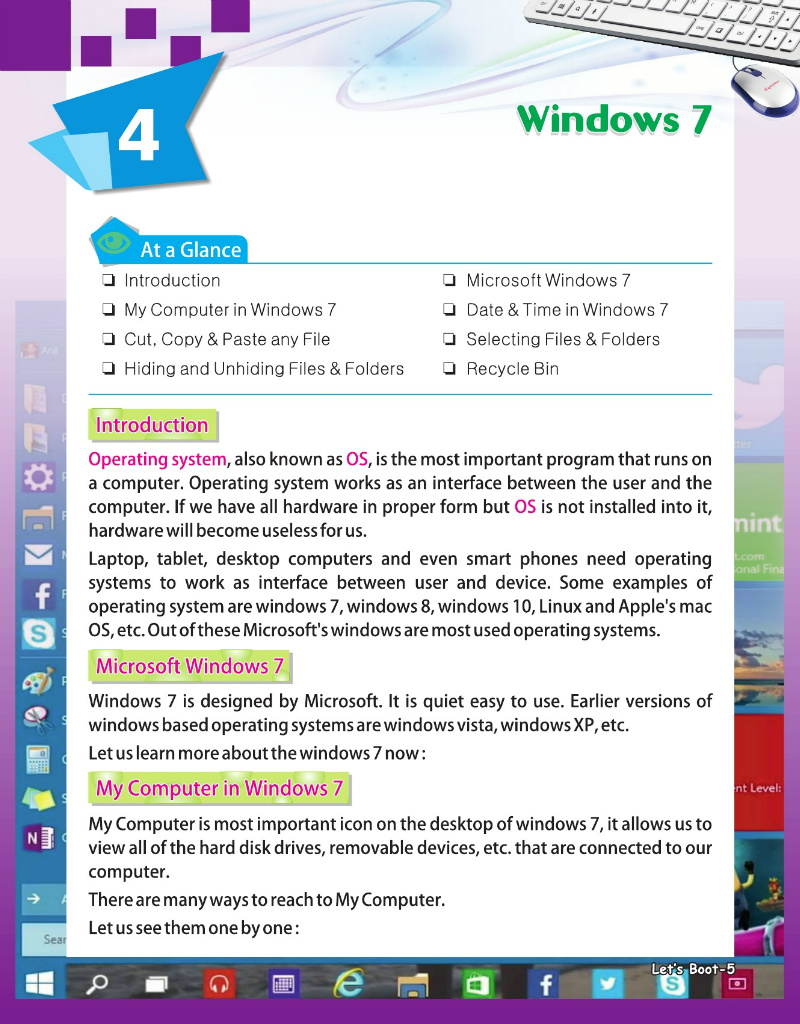 4
Windows 7
At a Glance
❑ Introduction
❑ Microsoft Windows 7
❑ My Computer in Windows 7
❑ Date & Time in Windows 7
❑ Cut, Copy & Paste any File
❑ Selecting Files & Folders
❑ Hiding and Unhiding Files & Folders
❑ Recycle Bin
Introduction
Operating system, also known as OS, is the most important program that runs on
a computer. Operating system works as an interface between the user and the
computer. If we have all hardware in proper form but OS is not installed into it,
hardware will become useless for us.
Laptop, tablet, desktop computers and even smart phones need operating
systems to work as interface between user and device. Some examples of
operating system are windows 7, windows 8, windows 10, Linux and Apple's mac
OS, etc. Out of these Microsoft's windows are most used operating systems.
Microsoft Windows 7
Windows 7 is designed by Microsoft. It is quiet easy to use. Earlier versions of
windows based operating systems are windows vista, windows XP, etc.
Let us learn more about the windows 7 now :
My Computer in Windows 7
My Computer is most important icon on the desktop of windows 7, it allows us to
view all of the hard disk drives, removable devices, etc. that are connected to our
computer.
There are many ways to reach to My Computer.
Let us see them one by one :
Ani
tter
mint
t.com
onal Fina
nt Level:
Sear
Let's Boot-5